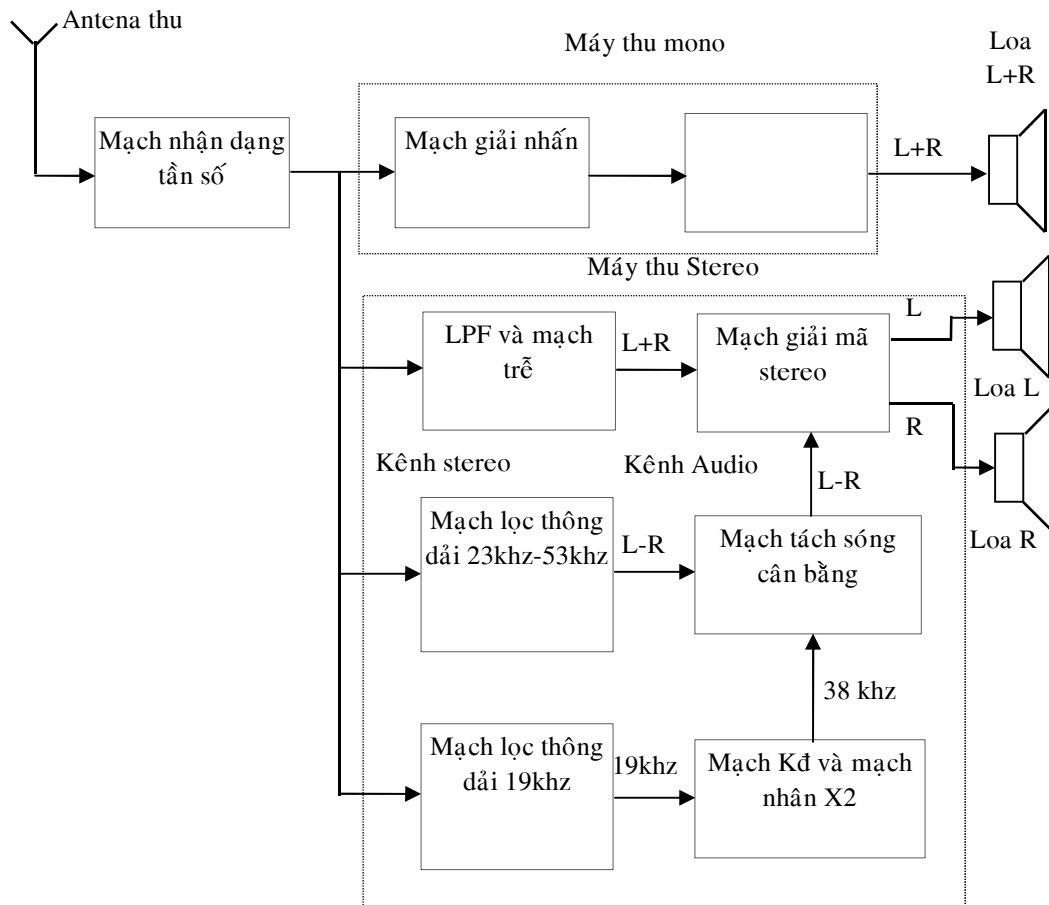 Antena thu
Máy thu mono
Loa
L+R
Mạch nhận dạng
tần số
Mạch giải nhấn
L+R
Máy thu Stereo
LPF và mạch
trễ
L+R
Mạch giải mã
stereo
L
Loa L
R
Kênh stereo
Kênh Audio
L-R
Mạch lọc thông
dải 23khz-53khz
L-R
Mạch tách sóng
cân bằng
Loa R
38 khz
Mạch lọc thông
dải 19khz
19khz
Mạch Kđ và mạch
nhân X2